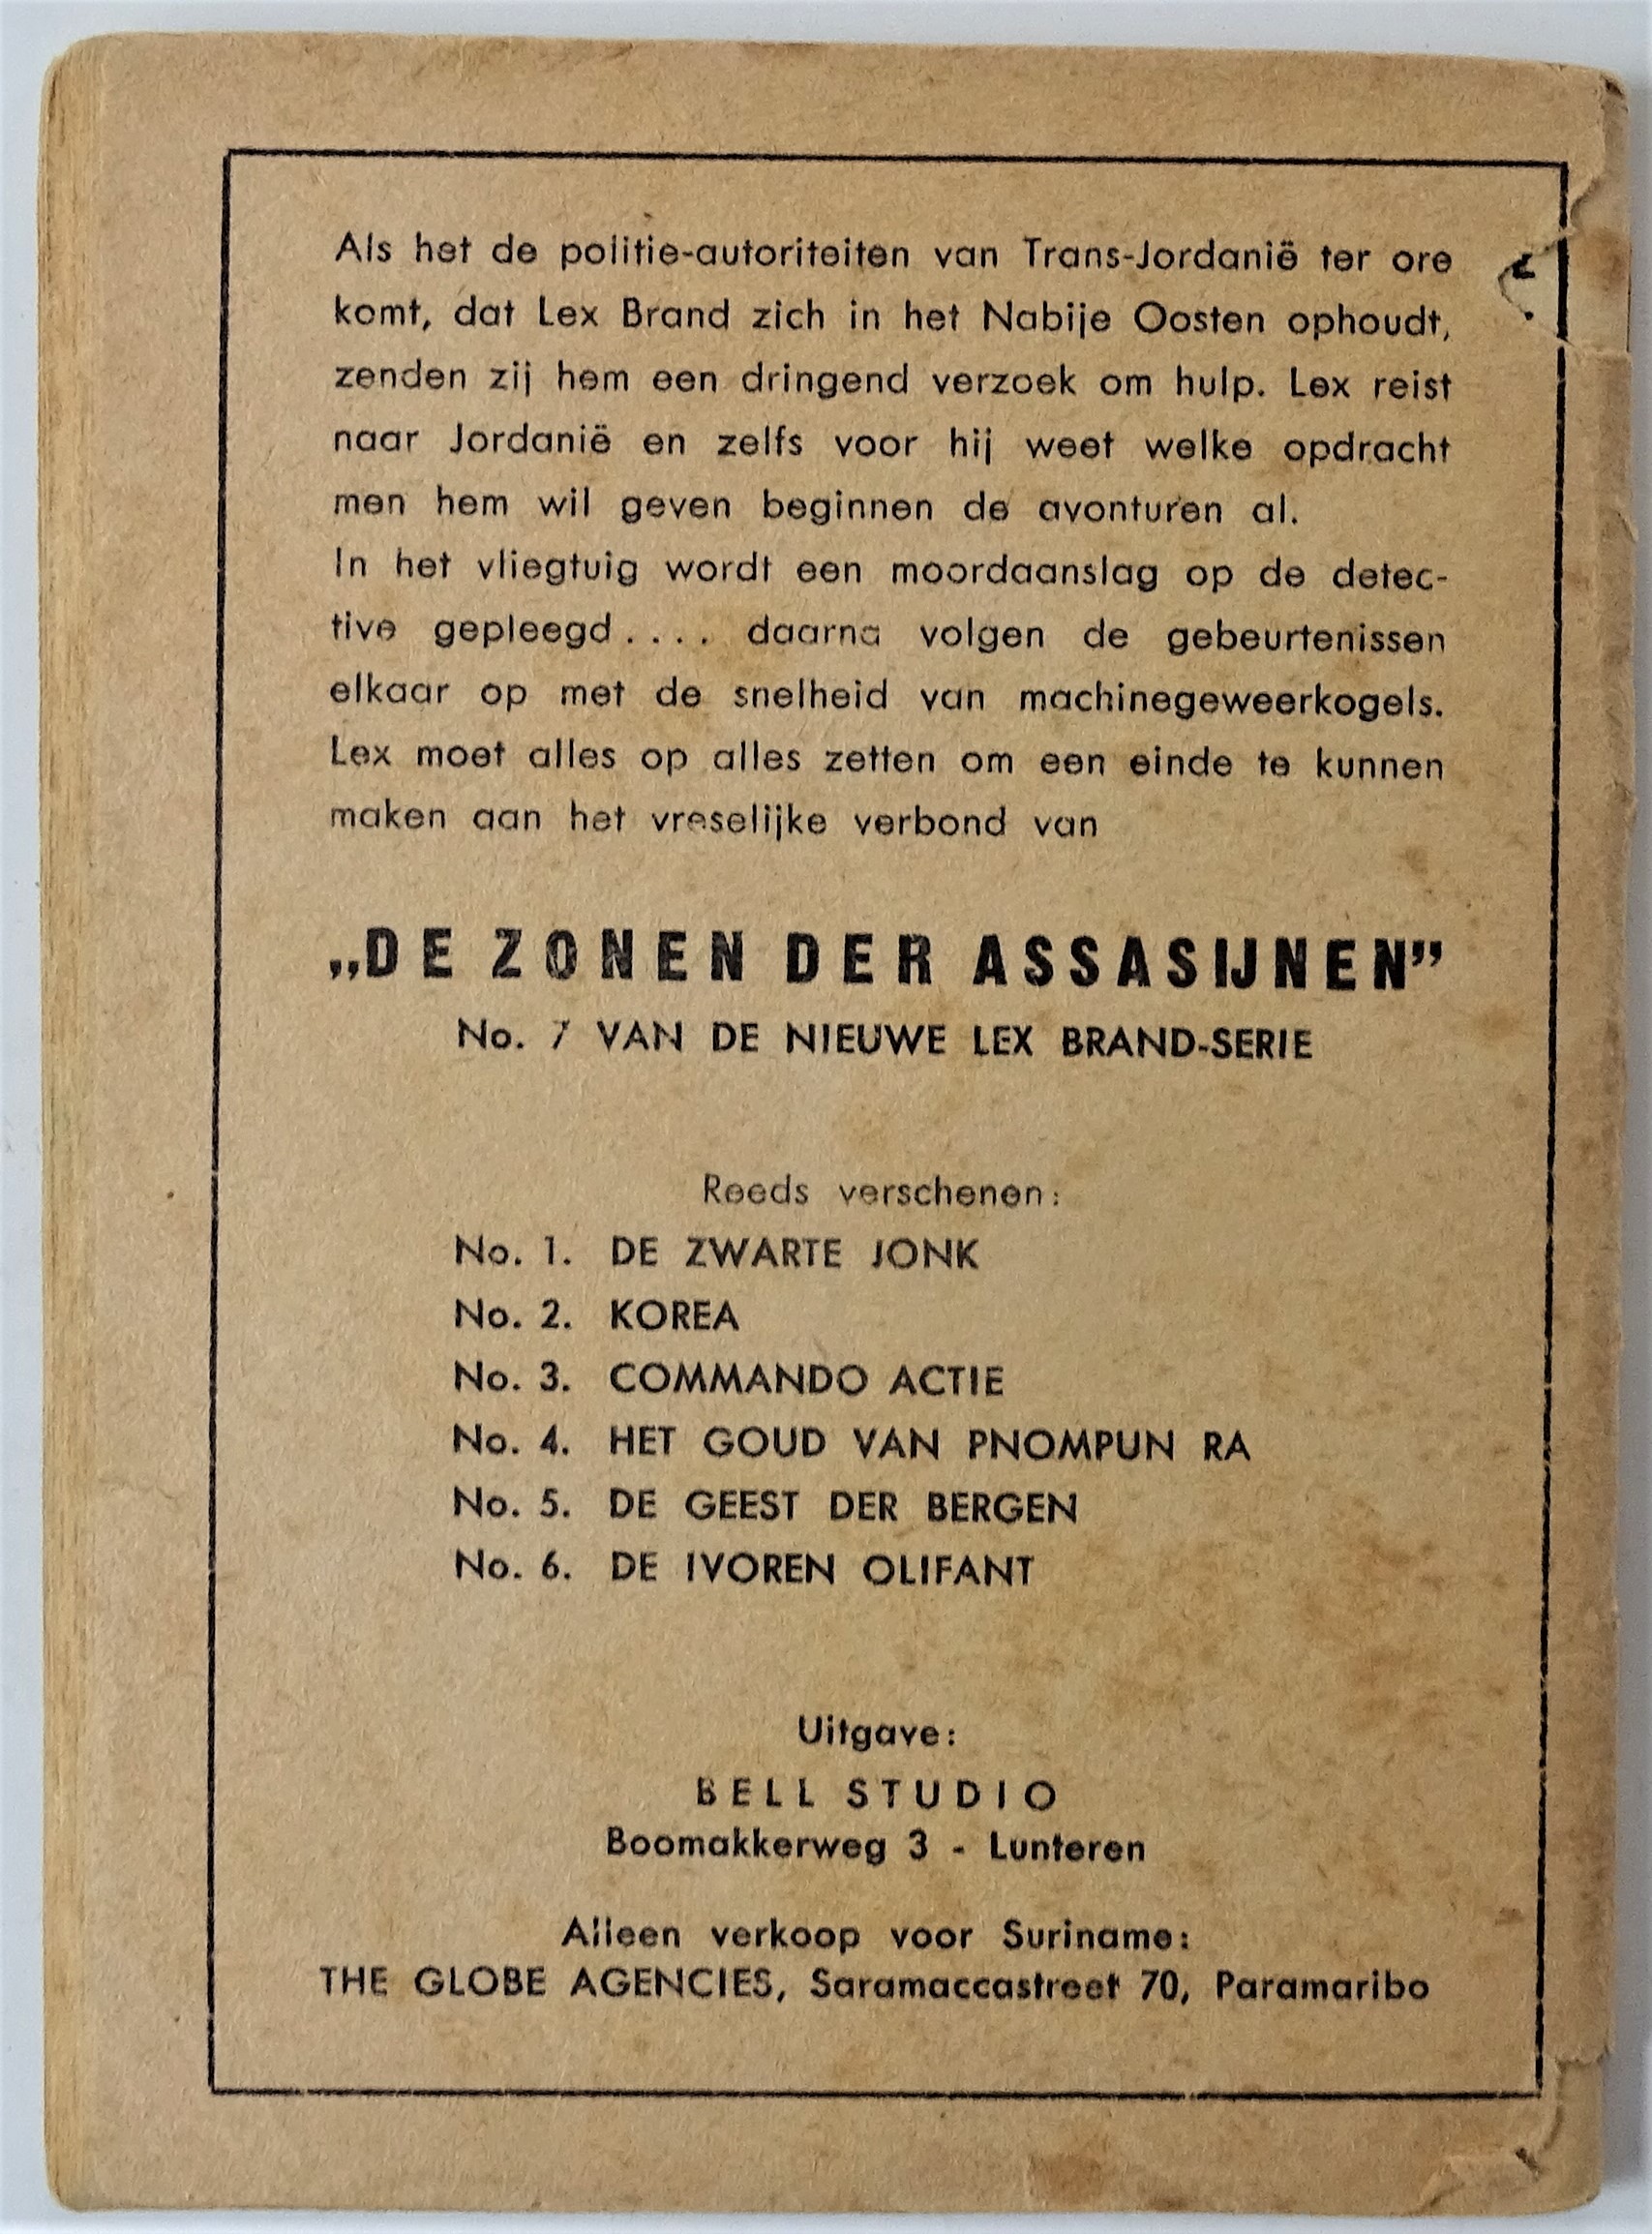 Als het de politie-autoriteiten van Trans-Jordanië ter ore
komt, dat Lex Brand zich in het Nabije Oosten ophoudt,
zenden zij hem een dringend verzoek om hulp. Lex reist
naar Jordanië en zelfs voor hij weet welke opdracht
men hem wil geven beginnen de avonturen al.
In het vliegtuig wordt een moordaanslag op de detec-
tive gepleegd.... daarna volgen de gebeurtenissen
elkaar op met de snelheid van machinegeweerkogels.
Lex moet alles op alles zetten om een einde te kunnen
maken aan het vreselijke verbond van
„DE ZONEN DER ASSASIJNEN”
No. 7 VAN DE NIEUWE LEX BRAND-SERIE
Reeds verschenen:
No. 1. DE ZWARTE JONK
No. 2. KOREA
No. 3. COMMANDO ACTIE
No. 4. HET GOUD VAN PNOMPUN RA
No. 5. DE GEEST DER BERGEN
No. 6. DE IVOREN OLIFANT
Uitgave:
BELL STUDIO
Boomakkerweg 3 - Lunteren
Alleen verkoop voor Suriname:
THE GLOBE AGENCIES, Saramaccastreet 70, Paramaribo